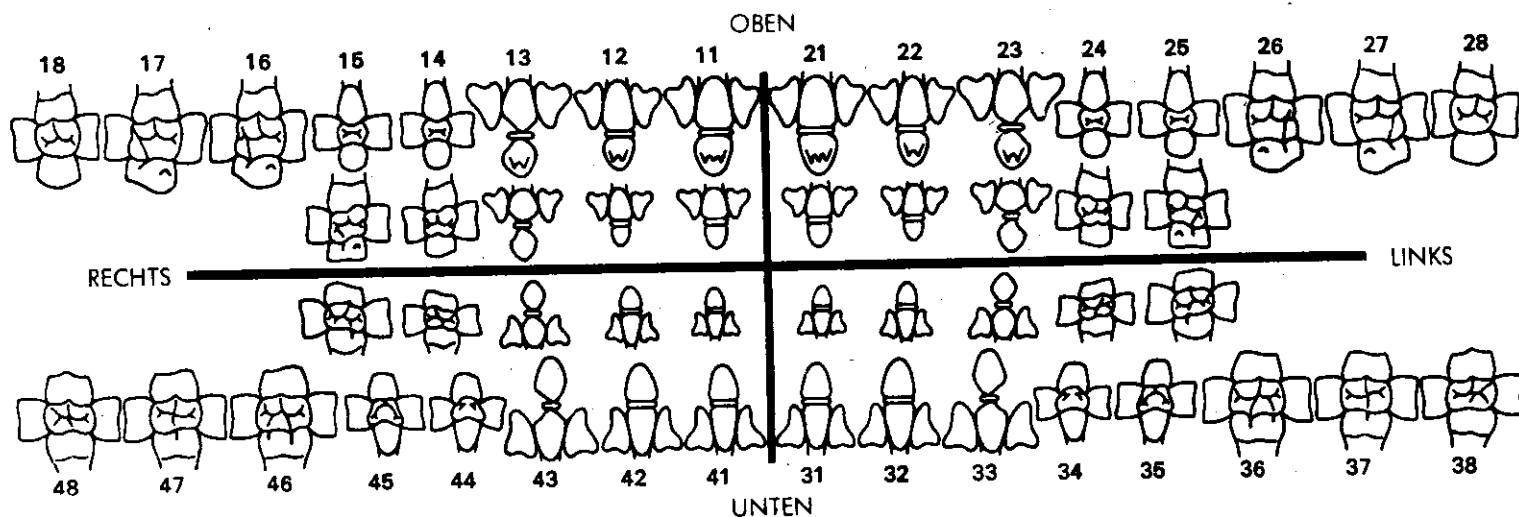 OBEN
18 17 16 15 14 13 12 11 21 22 23 24 25 26 27 28
RECHTS LINKS
48 47 46 45 44 43 42 41 31 32 33 34 35 36 37 38
UNTEN